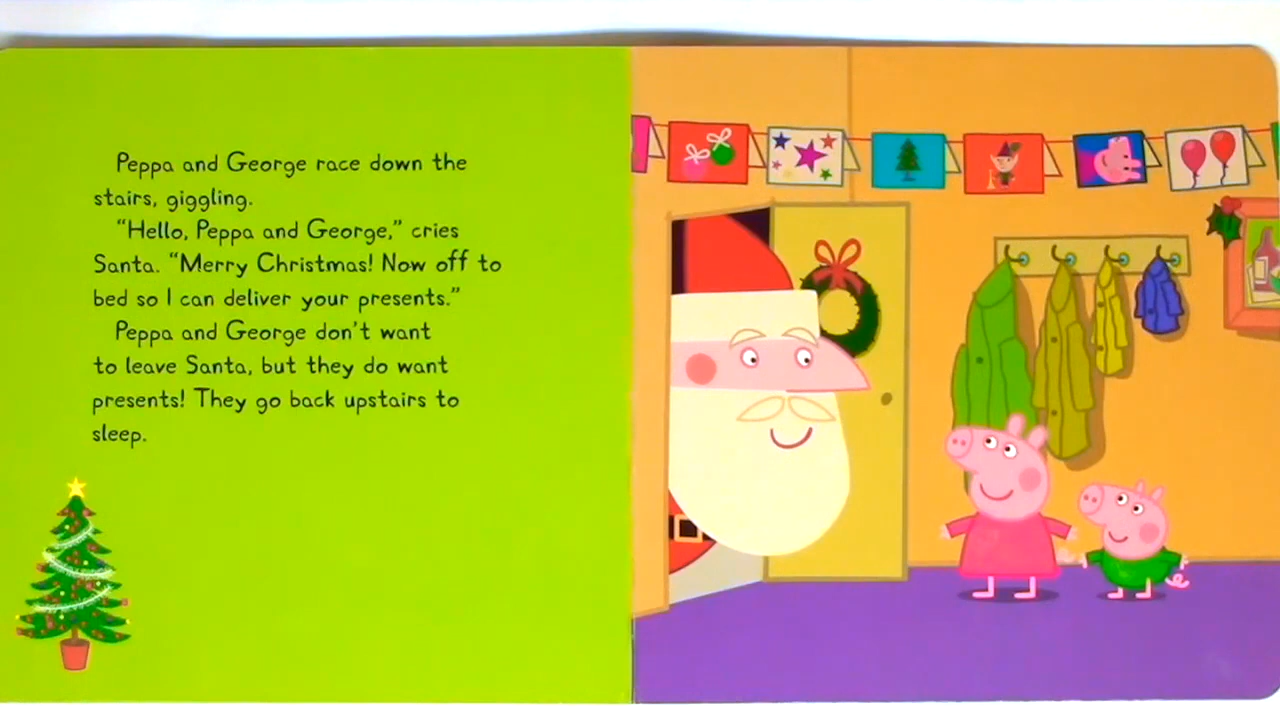 Peppa and George race down the
stairs, giggling.
“Hello, Peppa and George,” cries
Santa. “Merry Christmas! Now off to
bed so I can deliver your presents.”
Peppa and George don’t want
to leave Santa, but they do want
presents! They go back upstairs to
sleep.